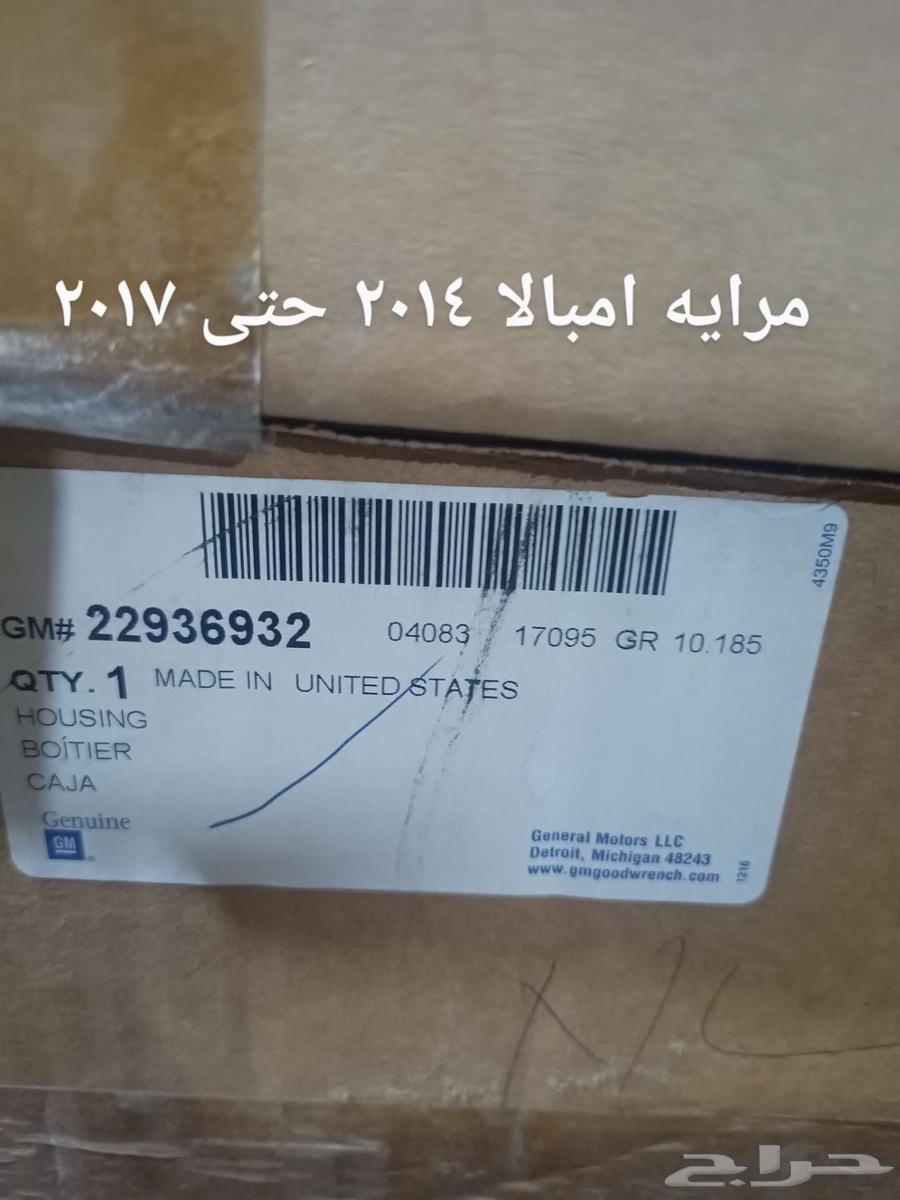 مرايه امبالا ٢٠١٤ حتى ٢٠١٧
4350M9
GM# 22936932 04083 17095 GR 10.185
QTY. 1 MADE IN UNITED STATES
HOUSING
BOÍTIER
CAJA
Genuine
GM
General Motors LLC
Detroit, Michigan 48243
www.gmgoodwrench.com
1216
حراج